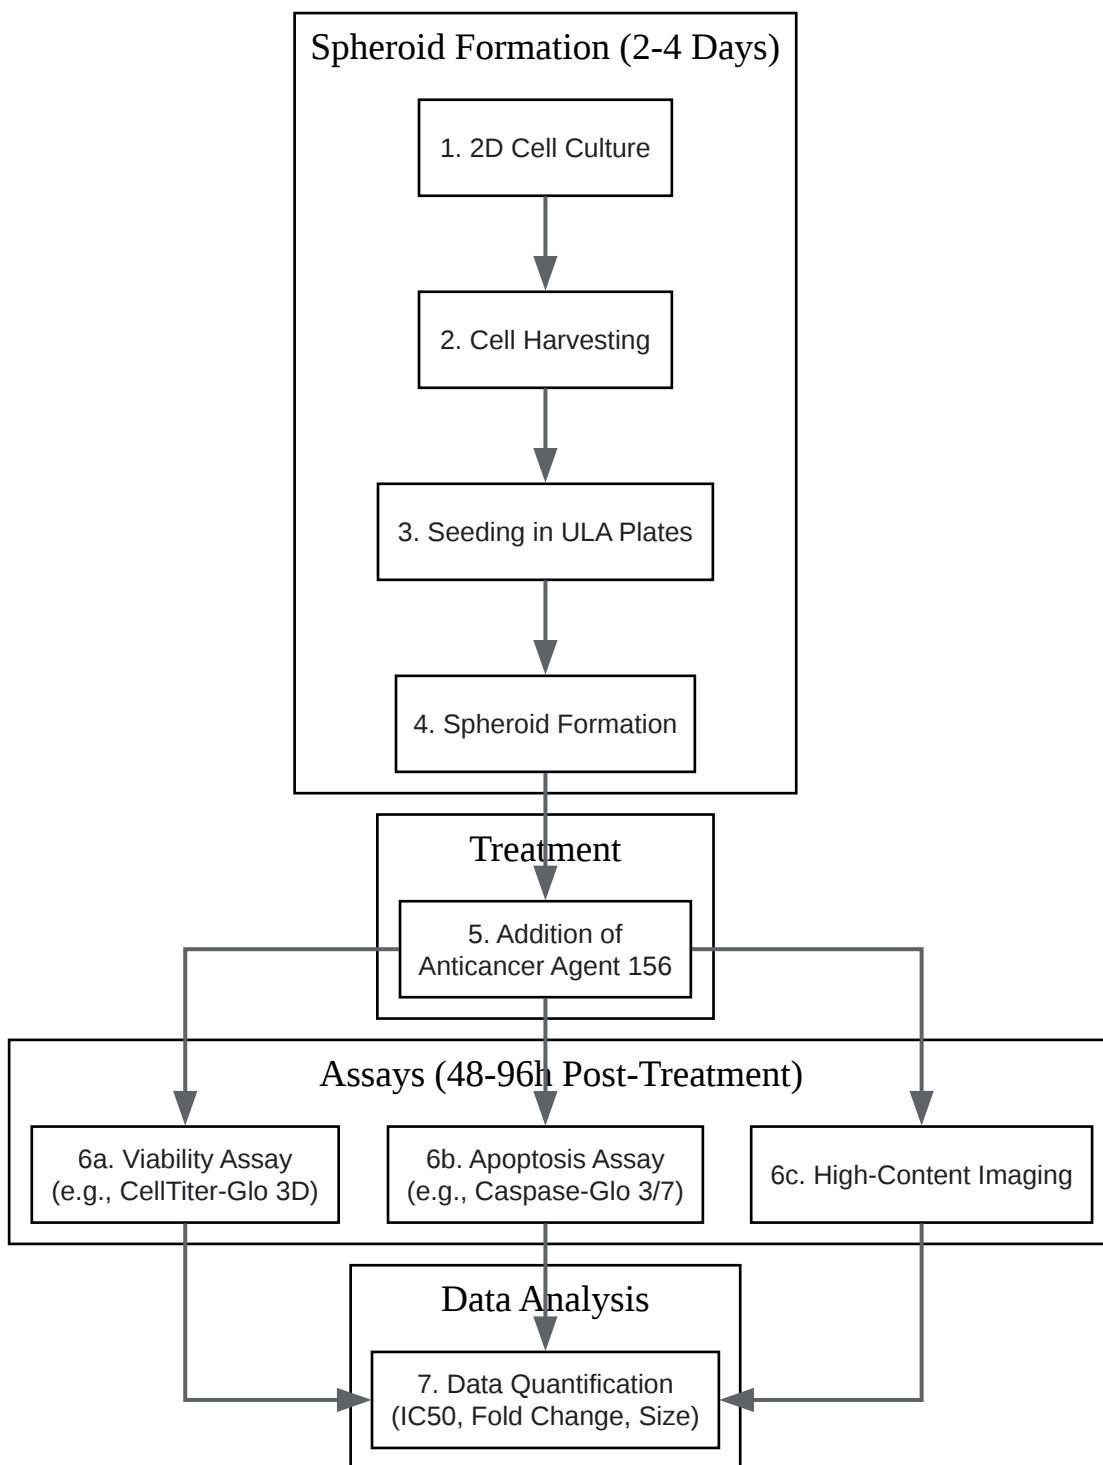 Spheroid Formation (2-4 Days)
1. 2D Cell Culture
2. Cell Harvesting
3. Seeding in ULA Plates
4. Spheroid Formation
Treatment
5. Addition of
Anticancer Agent 156
Assays (48-96h Post-Treatment)
6a. Viability Assay
(e.g., CellTiter-Glo 3D)
6b. Apoptosis Assay
(e.g., Caspase-Glo 3/7)
6c. High-Content Imaging
Data Analysis
7. Data Quantification
(IC50, Fold Change, Size)